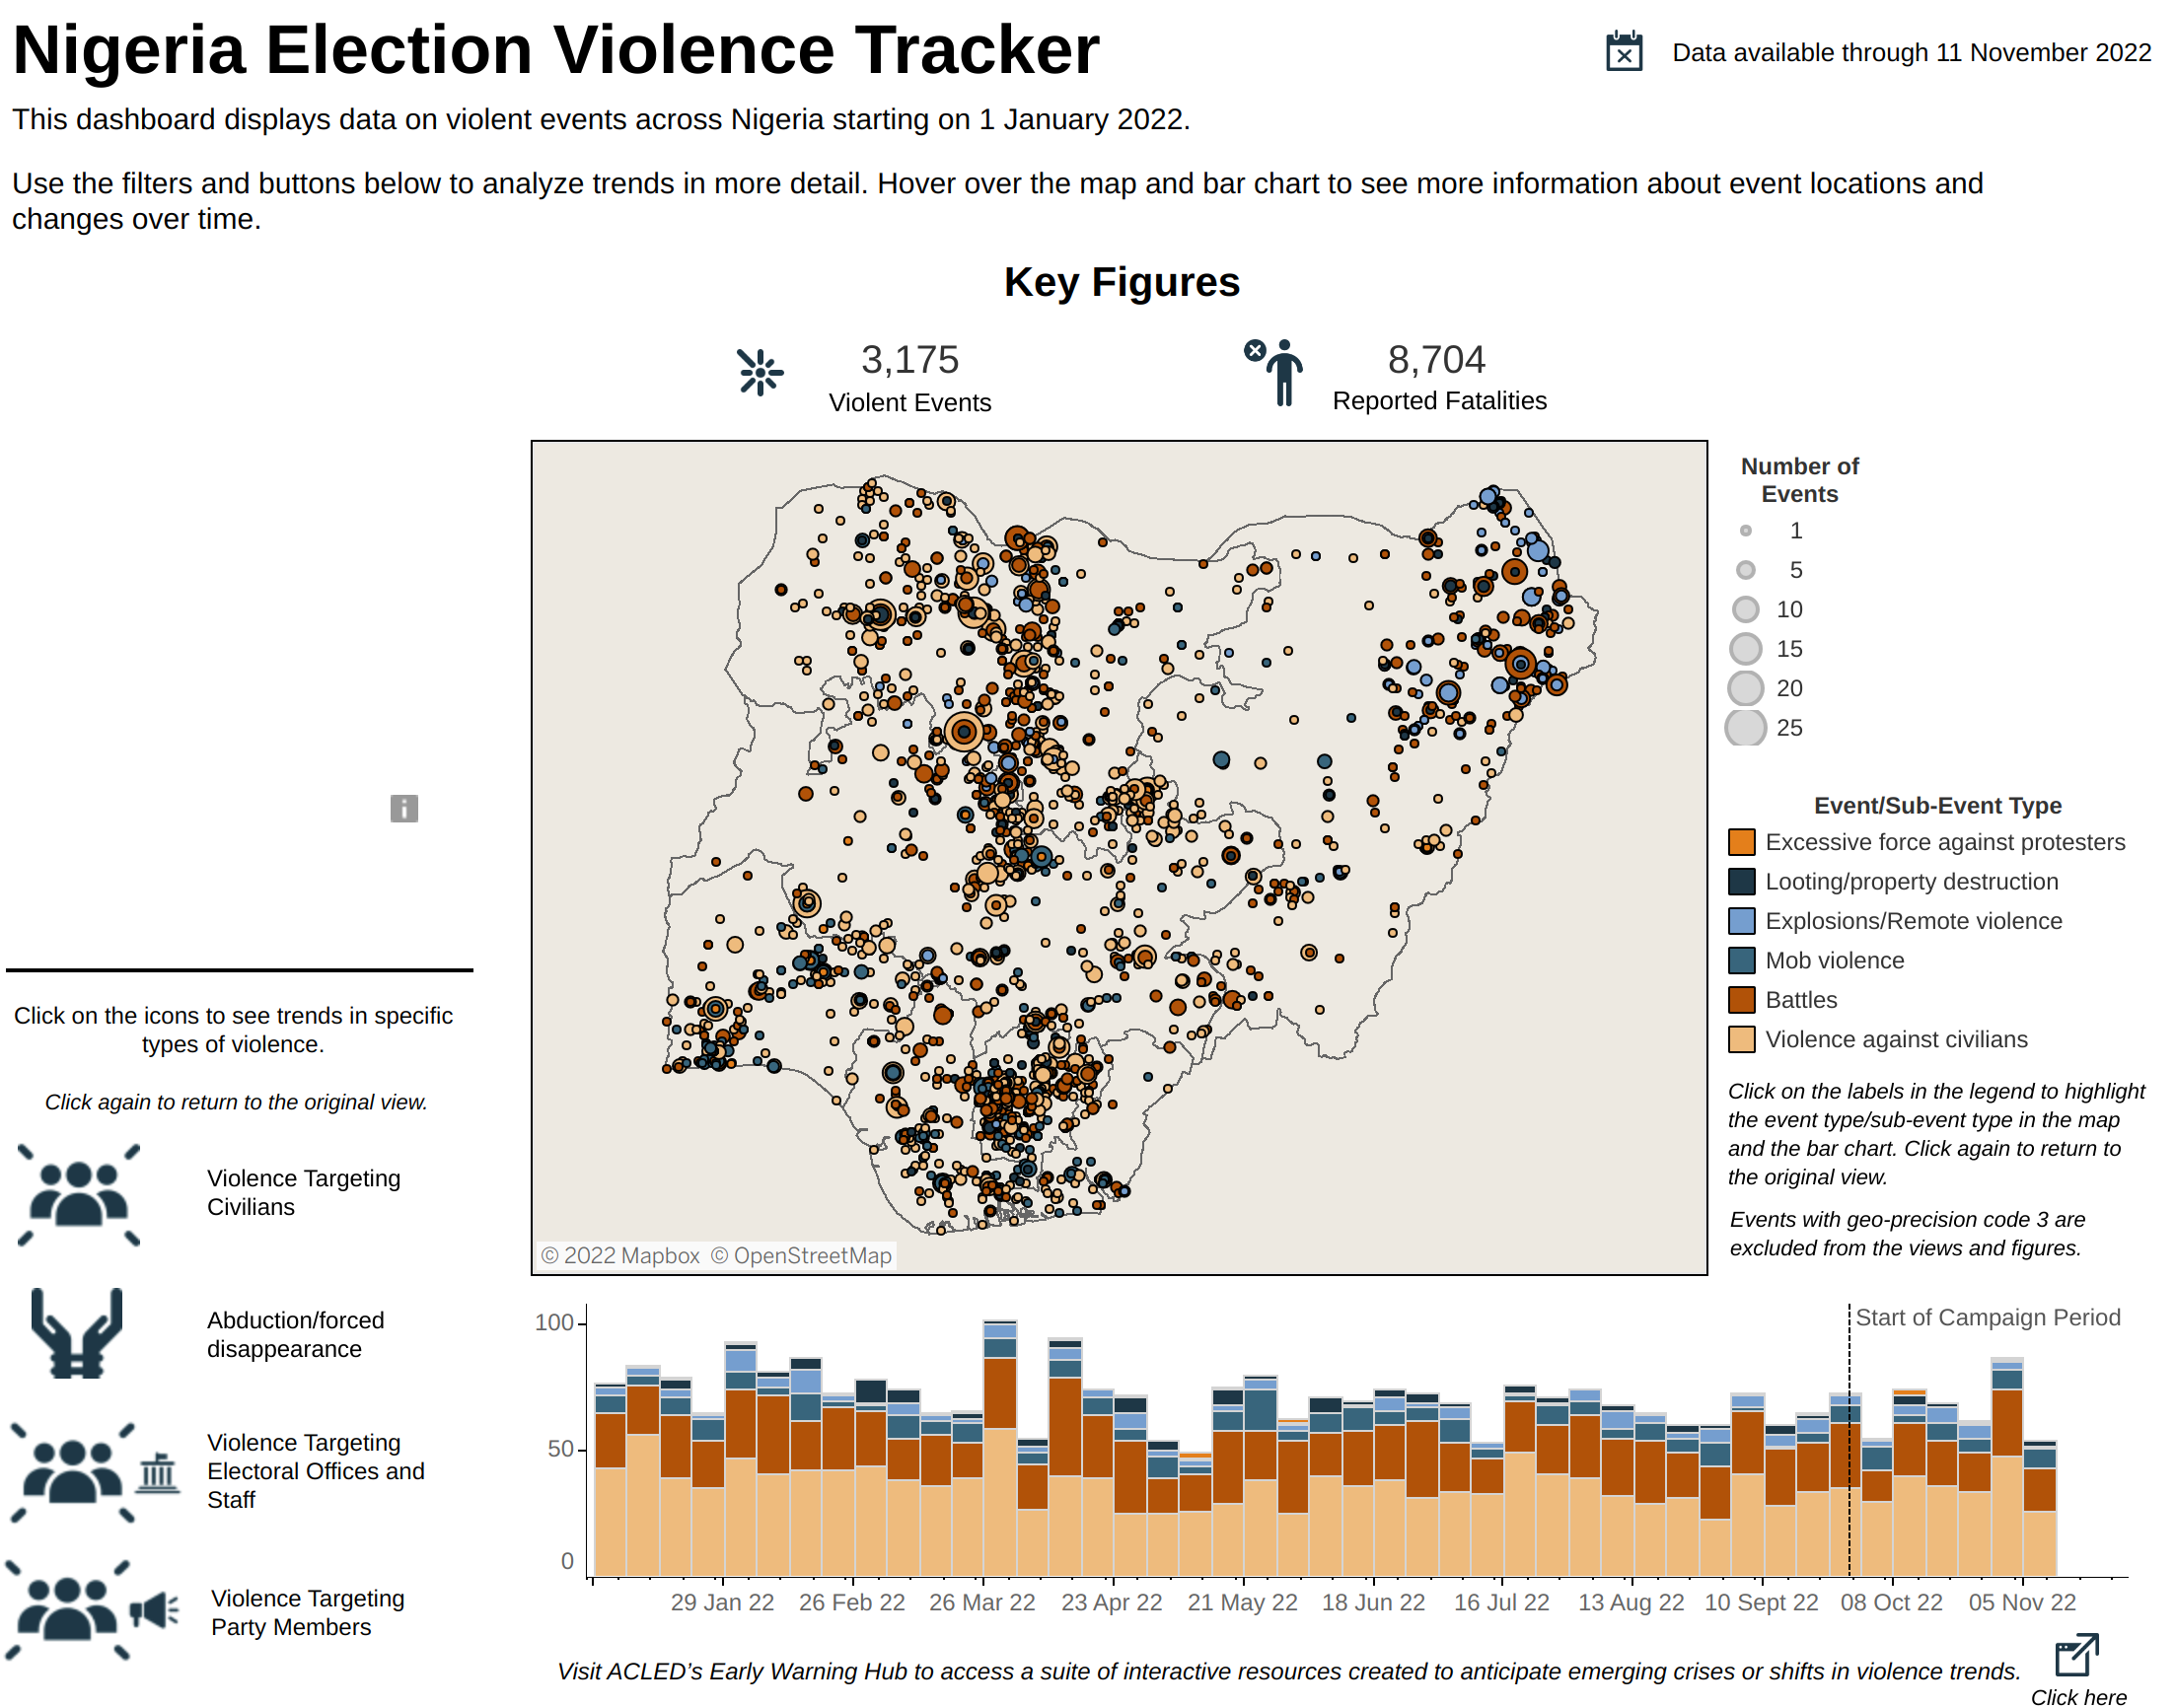 Nigeria Election Violence Tracker
Data available through 11 November 2022
This dashboard displays data on violent events across Nigeria starting on 1 January 2022.
Use the filters and buttons below to analyze trends in more detail. Hover over the map and bar chart to see more information about event locations and
changes over time.
Key Figures
3,175
Violent Events
8,704
Reported Fatalities
Number of
Events
1
5
10
15
20
25
i
Event/Sub-Event Type
Excessive force against protesters
Looting/property destruction
Explosions/Remote violence
Mob violence
Battles
Violence against civilians
Click on the labels in the legend to highlight
the event type/sub-event type in the map
and the bar chart. Click again to return to
the original view.
Events with geo-precision code 3 are
excluded from the views and figures.
© 2022 Mapbox © OpenStreetMap
Click on the icons to see trends in specific
types of violence.
Click again to return to the original view.
Violence Targeting
Civilians
Abduction/forced
disappearance
Violence Targeting
Electoral Offices and
Staff
Violence Targeting
Party Members
100
50
0
Start of Campaign Period
29 Jan 22 26 Feb 22 26 Mar 22 23 Apr 22 21 May 22 18 Jun 22 16 Jul 22 13 Aug 22 10 Sept 22 08 Oct 22 05 Nov 22
Visit ACLED’s Early Warning Hub to access a suite of interactive resources created to anticipate emerging crises or shifts in violence trends.
Click here